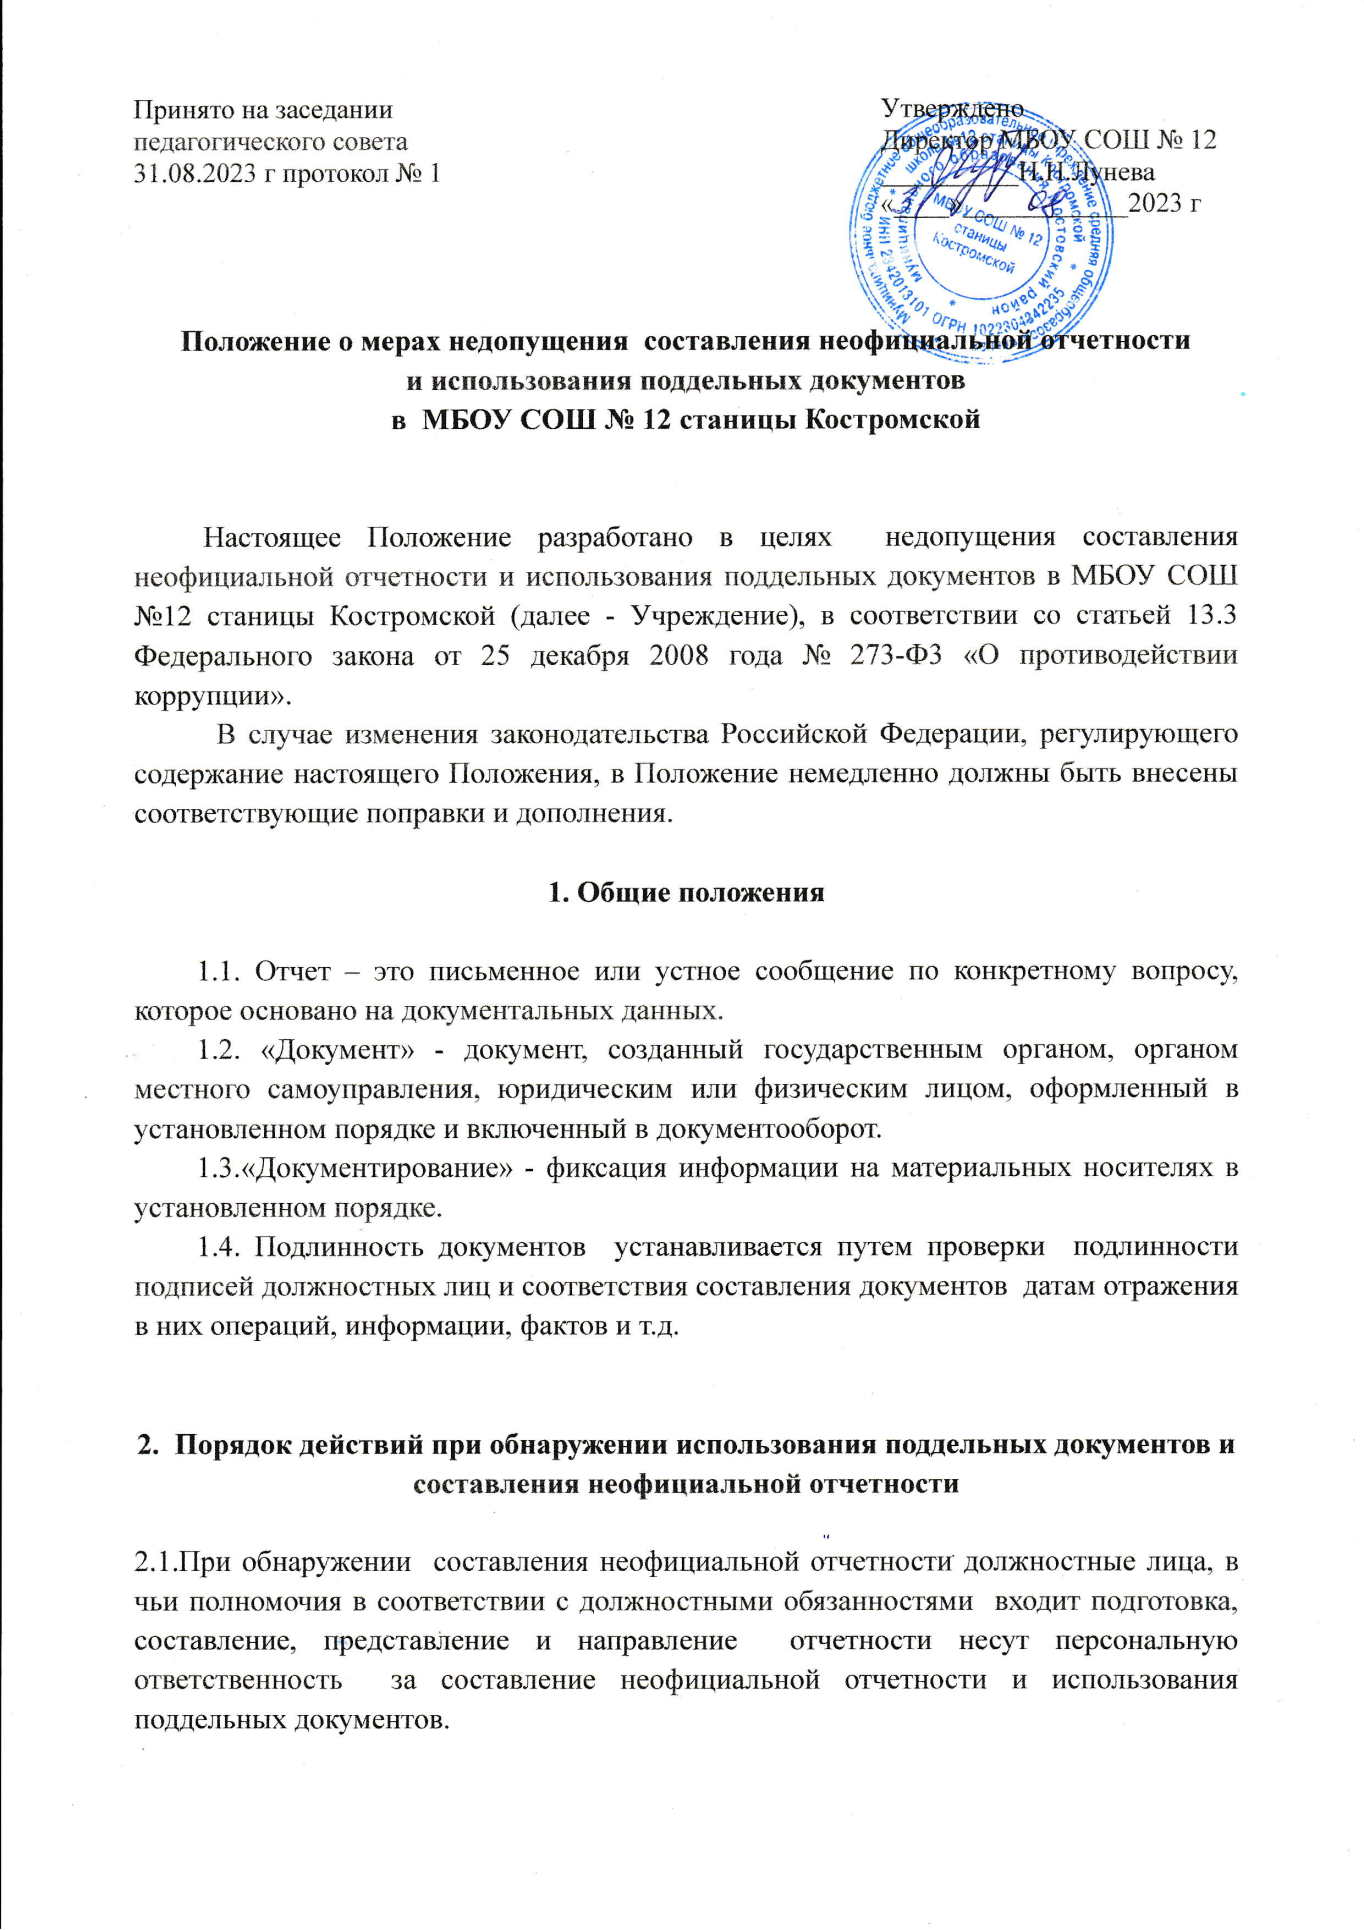 Принято на заседании
педагогического совета
31.08.2023 г протокол № 1
Утверждено
Директор МБОУ СОШ № 12
__________Н.Н.Лунева
«31» 08 2023 г
МБОУ СОШ № 12
станицы
Костромской
Положение о мерах недопущения составления неофициальной отчетности
и использования поддельных документов
в МБОУ СОШ № 12 станицы Костромской
Настоящее Положение разработано в целях недопущения составления
неофициальной отчетности и использования поддельных документов в МБОУ СОШ
№12 станицы Костромской (далее - Учреждение), в соответствии со статьей 13.3
Федерального закона от 25 декабря 2008 года № 273-ФЗ «О противодействии
коррупции».
В случае изменения законодательства Российской Федерации, регулирующего
содержание настоящего Положения, в Положение немедленно должны быть внесены
соответствующие поправки и дополнения.
1. Общие положения
1.1. Отчет – это письменное или устное сообщение по конкретному вопросу,
которое основано на документальных данных.
1.2. «Документ» - документ, созданный государственным органом, органом
местного самоуправления, юридическим или физическим лицом, оформленный в
установленном порядке и включенный в документооборот.
1.3.«Документирование» - фиксация информации на материальных носителях в
установленном порядке.
1.4. Подлинность документов устанавливается путем проверки подлинности
подписей должностных лиц и соответствия составления документов датам отражения
в них операций, информации, фактов и т.д.
2. Порядок действий при обнаружении использования поддельных документов и
составления неофициальной отчетности
2.1.При обнаружении составления неофициальной отчетности должностные лица, в
чьи полномочия в соответствии с должностными обязанностями входит подготовка,
составление, представление и направление отчетности несут персональную
ответственность за составление неофициальной отчетности и использования
поддельных документов.